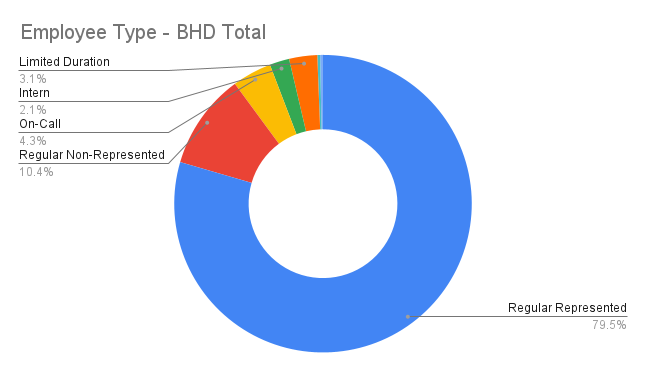 Employee Type - BHD Total
Limited Duration
3.1%
Intern
2.1%
On-Call
4.3%
Regular Non-Represented
10.4%
Regular Represented
79.5%